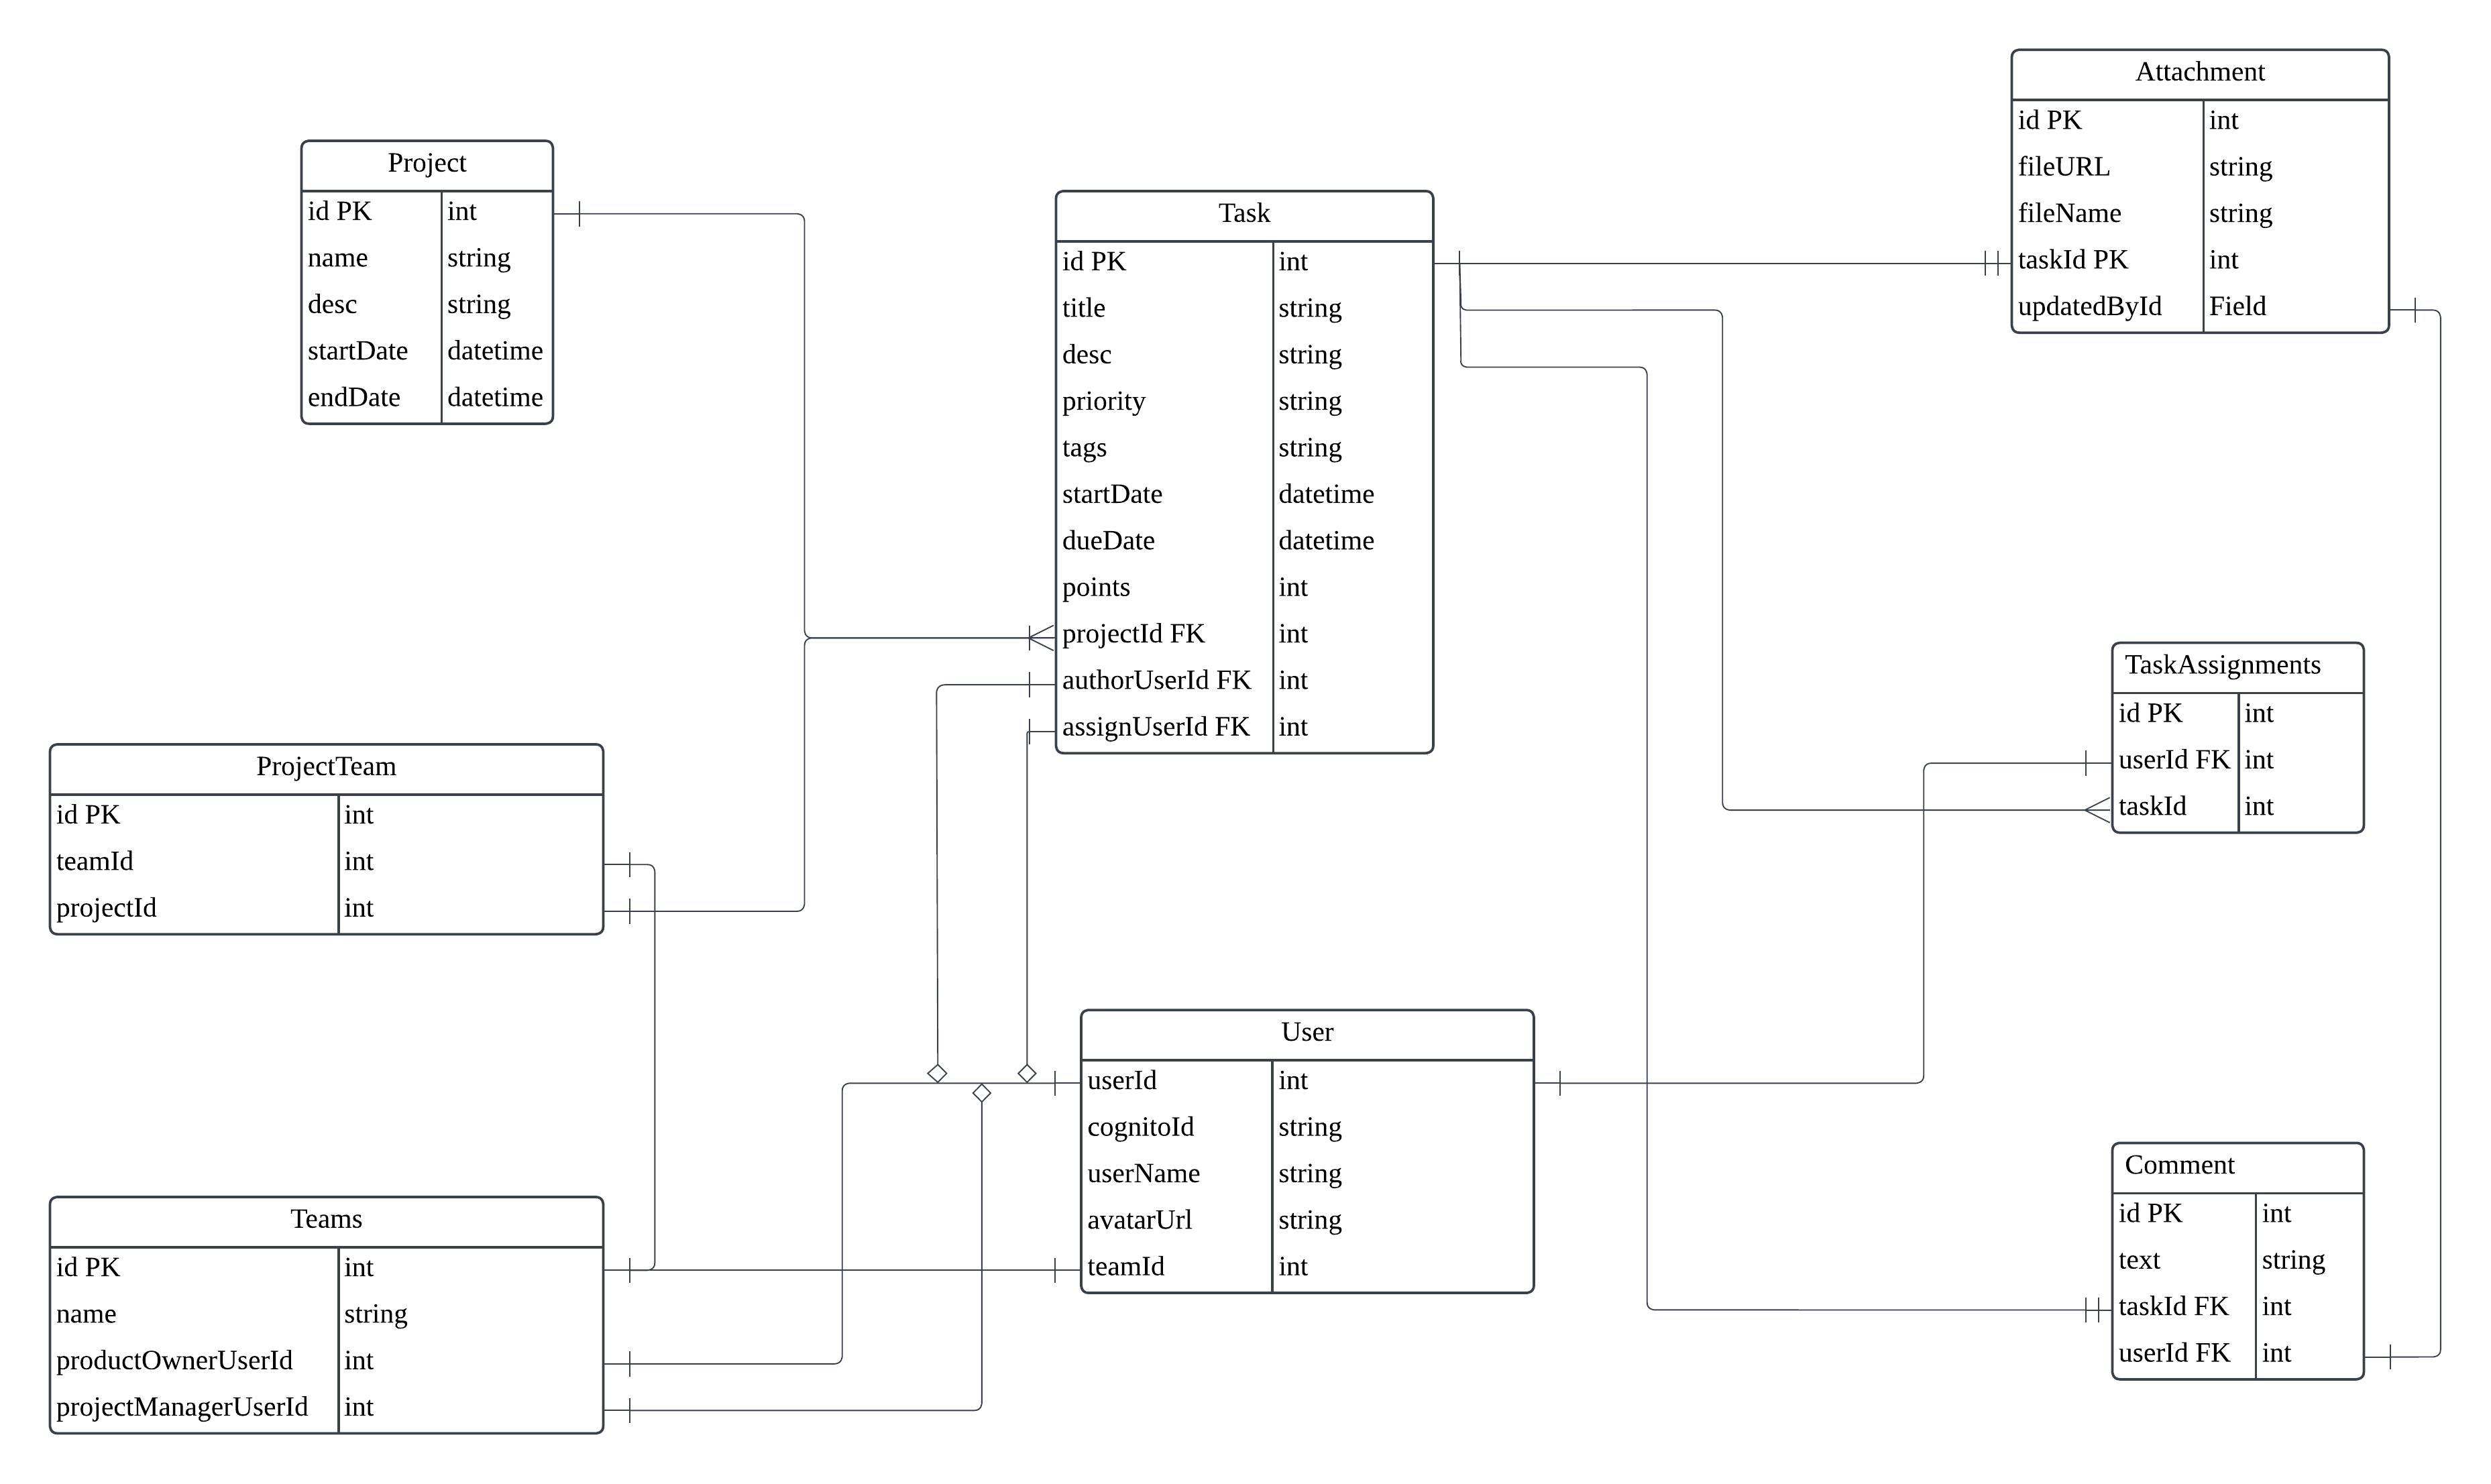 Project
id PK int
name string
desc string
startDate datetime
endDate datetime
Task
id PK int
title string
desc string
priority string
tags string
startDate datetime
dueDate datetime
points int
projectId FK int
authorUserId FK int
assignUserId FK int
Attachment
id PK int
fileURL string
fileName string
taskId PK int
updatedById Field
ProjectTeam
id PK int
teamId int
projectId int
TaskAssignments
id PK int
userId FK int
taskId int
Teams
id PK int
name string
productOwnerUserId int
projectManagerUserId int
User
userId int
cognitoId string
userName string
avatarUrl string
teamId int
Comment
id PK int
text string
taskId FK int
userId FK int